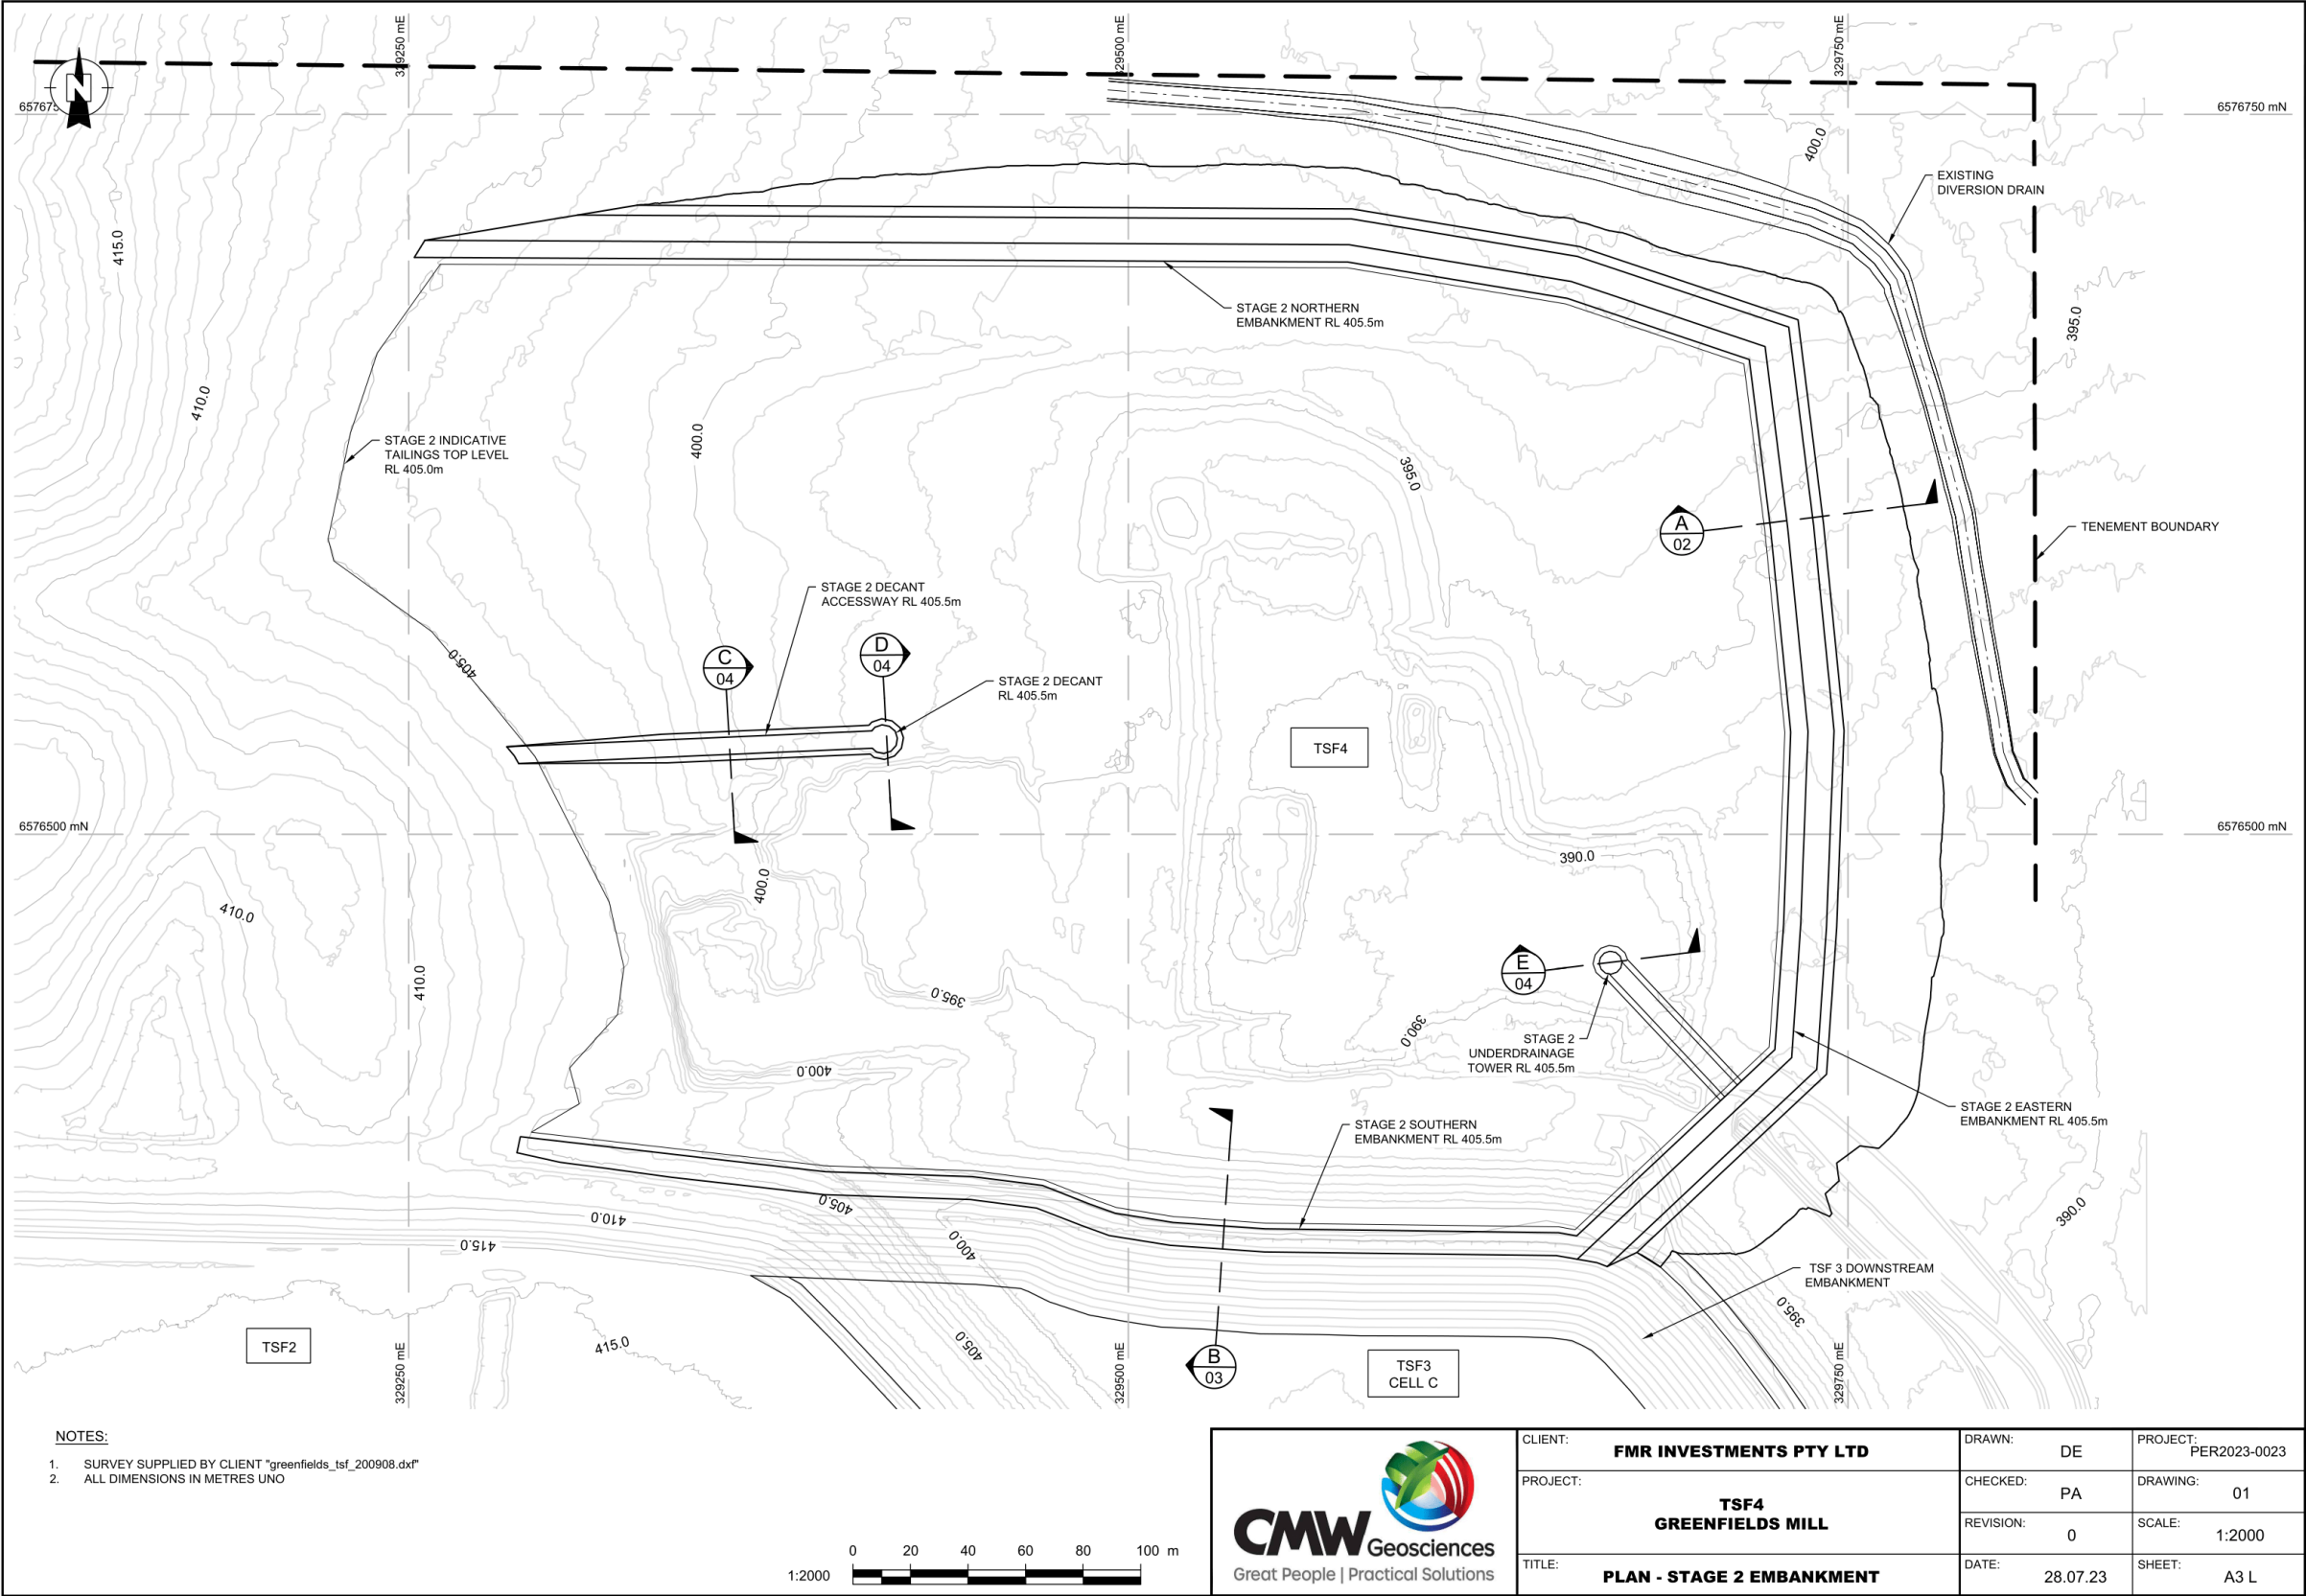 329250 mE
329500 mE
329750 mE
N
657675
6576750 mN
400.0
EXISTING
DIVERSION DRAIN
415.0
STAGE 2 NORTHERN
EMBANKMENT RL 405.5m
395.0
410.0
STAGE 2 INDICATIVE
TAILINGS TOP LEVEL
RL 405.0m
400.0
395.0
A
02
TENEMENT BOUNDARY
STAGE 2 DECANT
ACCESSWAY RL 405.5m
405.0
C
04
D
04
STAGE 2 DECANT
RL 405.5m
TSF4
6576500 mN
6576500 mN
390.0
400.0
410.0
410.0
395.0
E
04
390.0
STAGE 2
UNDERDRAINAGE
TOWER RL 405.5m
400.0
STAGE 2 EASTERN
EMBANKMENT RL 405.5m
STAGE 2 SOUTHERN
EMBANKMENT RL 405.5m
405.0
410.0
415.0
400.0
390.0
TSF 3 DOWNSTREAM
EMBANKMENT
395.0
TSF2
415.0
405.0
B
03
TSF3
CELL C
329250 mE
329500 mE
329750 mE
NOTES:
1. SURVEY SUPPLIED BY CLIENT "greenfields_tsf_200908.dxf"
2. ALL DIMENSIONS IN METRES UNO
0 20 40 60 80 100 m
1:2000
CMW
Geosciences
Great People | Practical Solutions
CLIENT:
FMR INVESTMENTS PTY LTD
PROJECT:
TSF4
GREENFIELDS MILL
TITLE:
PLAN - STAGE 2 EMBANKMENT
DRAWN:
DE
PROJECT:
PER2023-0023
CHECKED:
PA
DRAWING:
01
REVISION:
0
SCALE:
1:2000
DATE:
28.07.23
SHEET:
A3 L